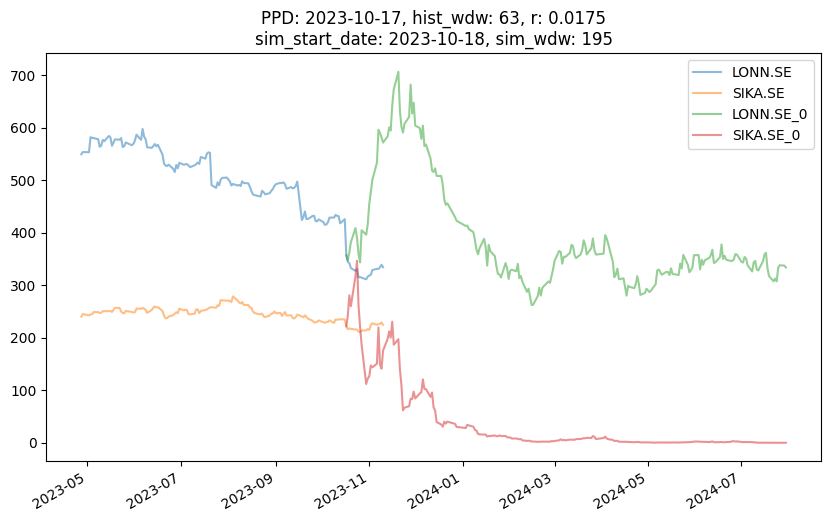 PPD: 2023-10-17, hist_wdw: 63, r: 0.0175
sim_start_date: 2023-10-18, sim_wdw: 195
LONN.SE
SIKA.SE
LONN.SE_0
SIKA.SE_0
700
600
500
400
300
200
100
0
2023-05
2023-07
2023-09
2023-11
2024-01
2024-03
2024-05
2024-07